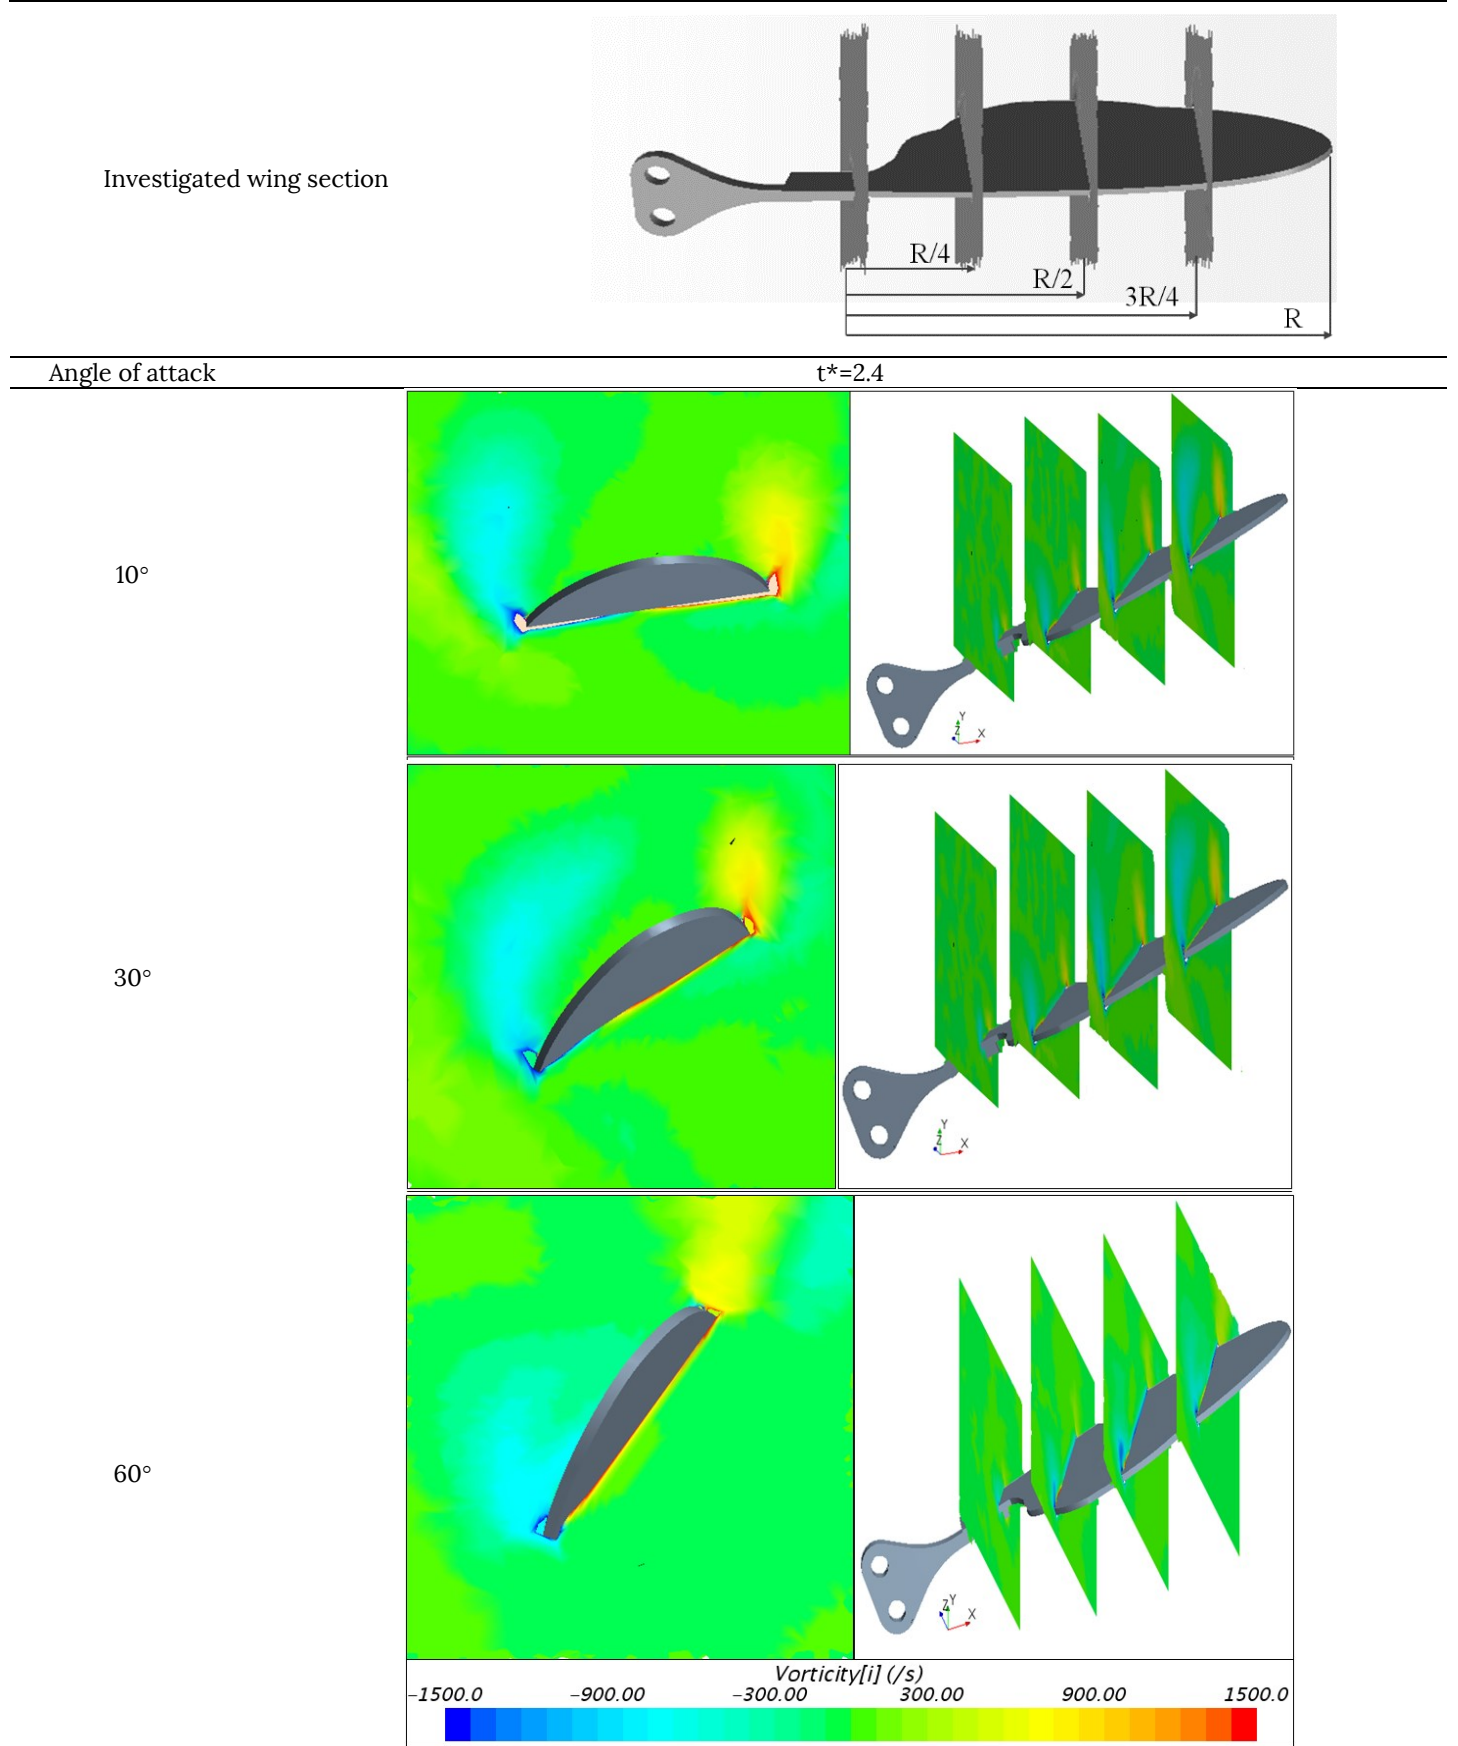 Investigated wing section
R/4
R/2
3R/4
R
Angle of attack t*=2.4
10°
Y
Z X
30°
Y
Z X
60°
Z Y
X
Vorticity[i] (/s)
−1500.0 −900.00 −300.00 300.00 900.00 1500.0